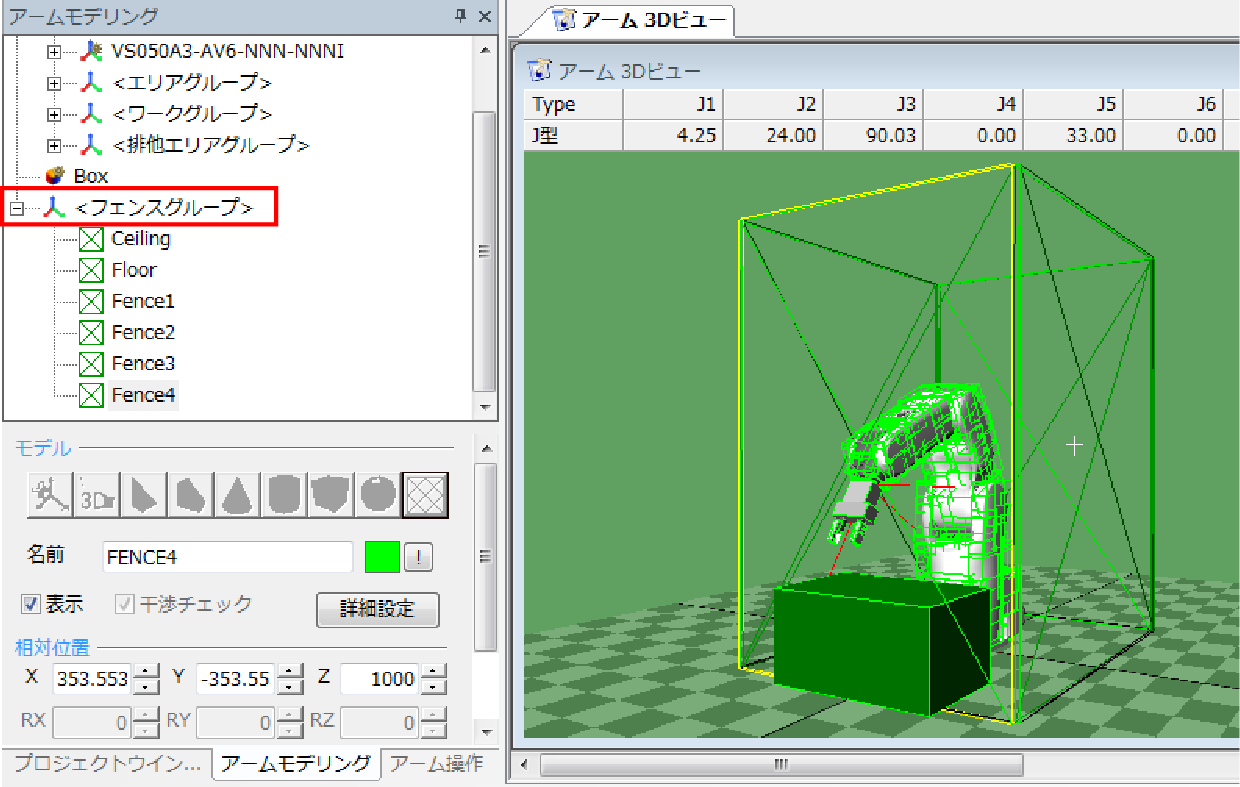 アームモデリング
VS050A3-AV6-NNN-NNNI
<エリアグループ>
<ワークグループ>
<排他エリアグループ>
Box
<フェンスグループ>
Ceiling
Floor
Fence1
Fence2
Fence3
Fence4
モデル
3D
名前 FENCE4 !
表示 干渉チェック 詳細設定
相対位置
X 353.553 Y -353.55 Z 1000
RX 0 RY 0 RZ 0
プロジェクトウイン... アームモデリング アーム操作
アーム 3Dビュー
アーム 3Dビュー
Type J1 J2 J3 J4 J5 J6
J型 4.25 24.00 90.03 0.00 33.00 0.00